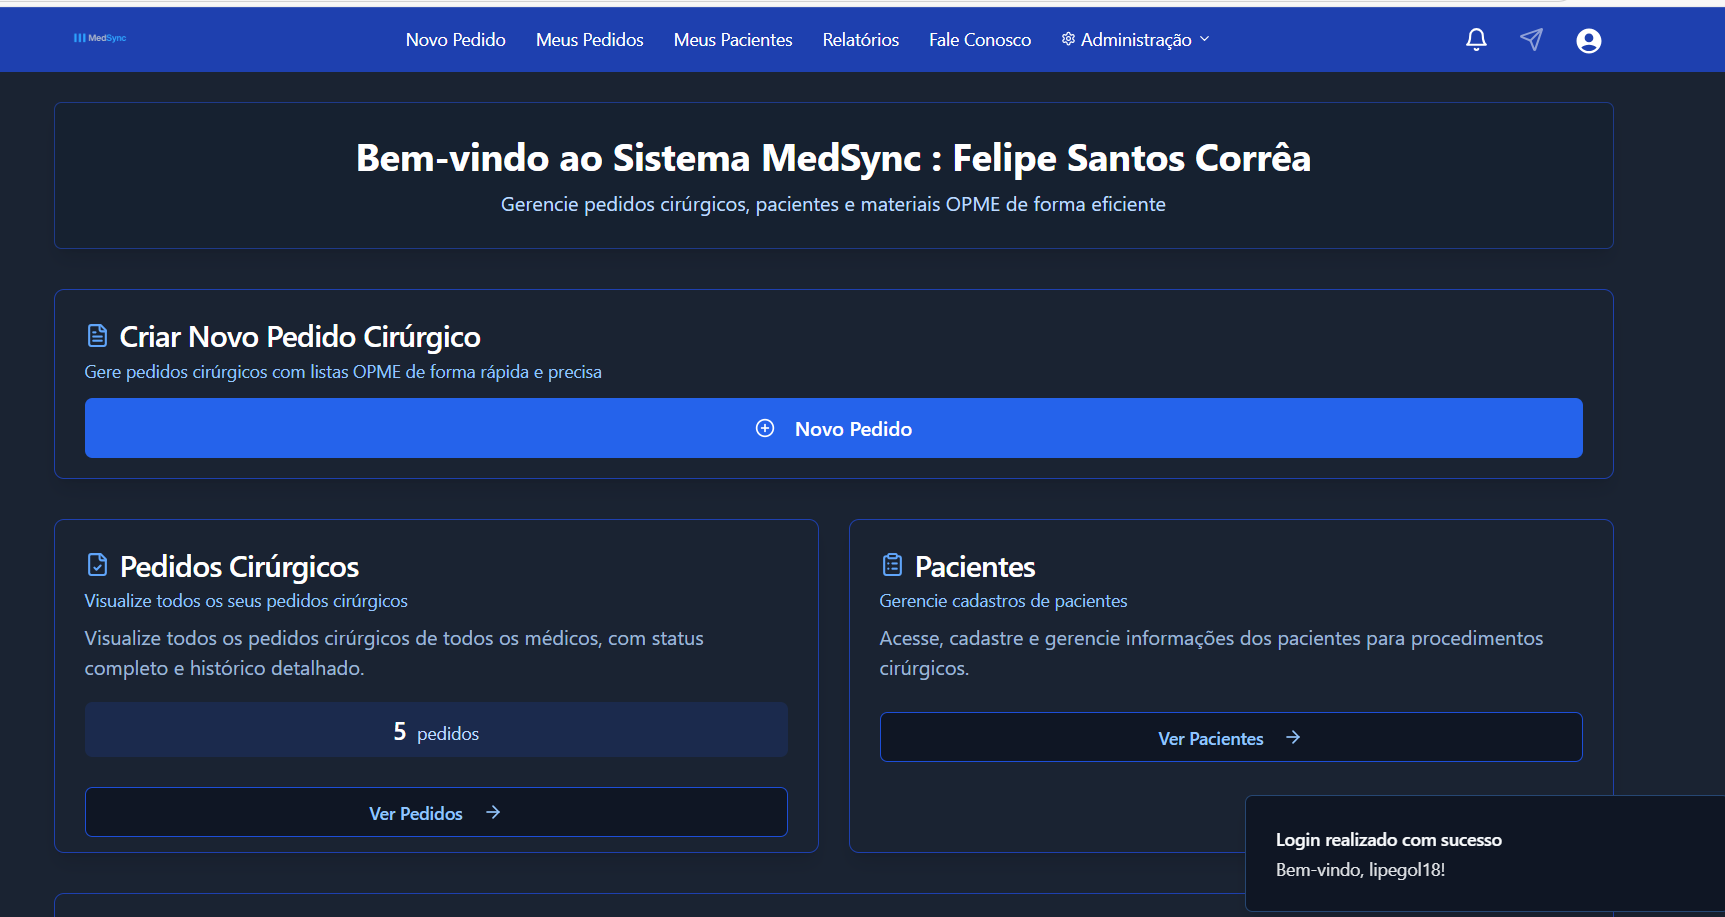 MedSync
Novo Pedido
Meus Pedidos
Meus Pacientes
Relatórios
Fale Conosco
Administração
Bem-vindo ao Sistema MedSync : Felipe Santos Corrêa
Gerencie pedidos cirúrgicos, pacientes e materiais OPME de forma eficiente
Criar Novo Pedido Cirúrgico
Gere pedidos cirúrgicos com listas OPME de forma rápida e precisa
Novo Pedido
Pedidos Cirúrgicos
Visualize todos os seus pedidos cirúrgicos
Visualize todos os pedidos cirúrgicos de todos os médicos, com status
completo e histórico detalhado.
5 pedidos
Ver Pedidos
Pacientes
Gerencie cadastros de pacientes
Acesse, cadastre e gerencie informações dos pacientes para procedimentos
cirúrgicos.
Ver Pacientes
Login realizado com sucesso
Bem-vindo, lipegol18!